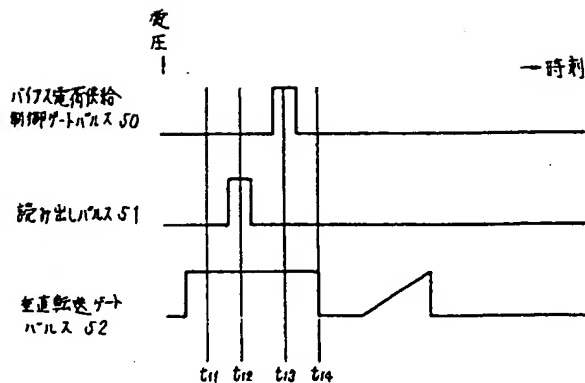 電
圧
→時刻
バイアス電荷供給
制御ゲートパルス 50
読み出しパルス 51
垂直転送ゲート
パルス 52
t11 t12 t13 t14